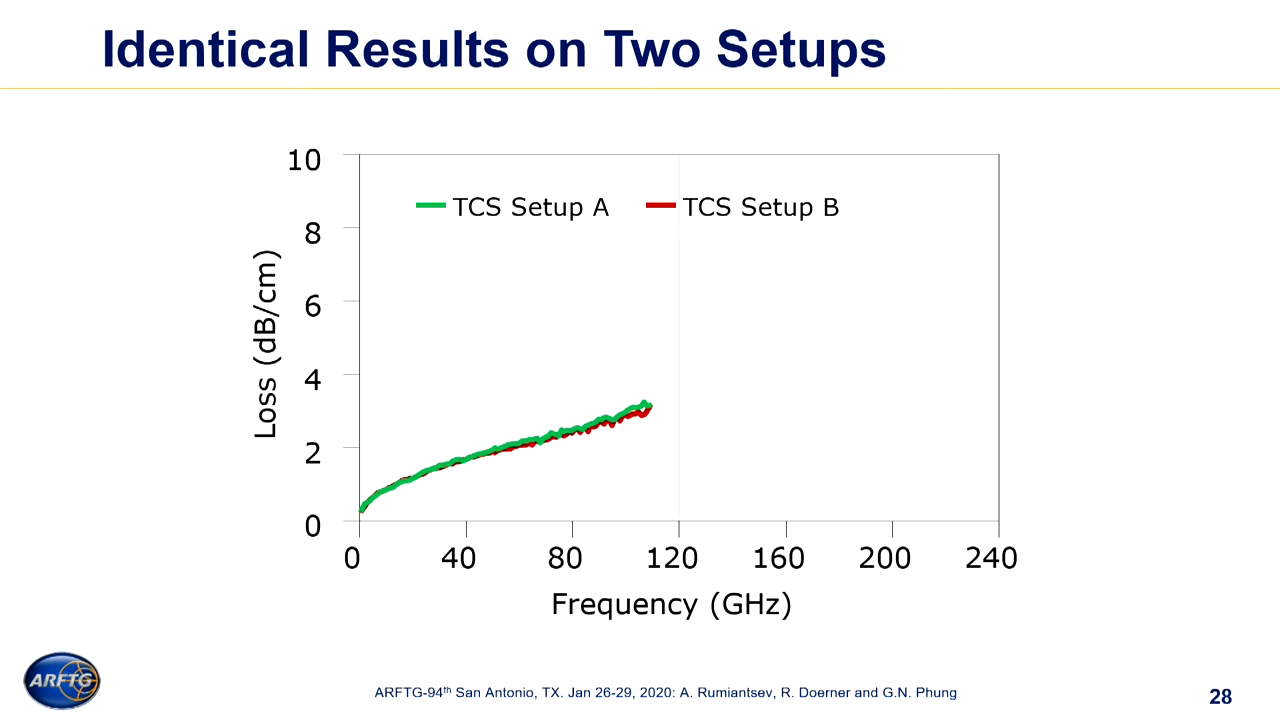 Identical Results on Two Setups
10
8
6
4
2
0
Loss (dB/cm)
TCS Setup A
TCS Setup B
0 40 80 120 160 200 240
Frequency (GHz)
ARFTG
ARFTG-94th San Antonio, TX. Jan 26-29, 2020: A. Rumiantsev, R. Doerner and G.N. Phung
28